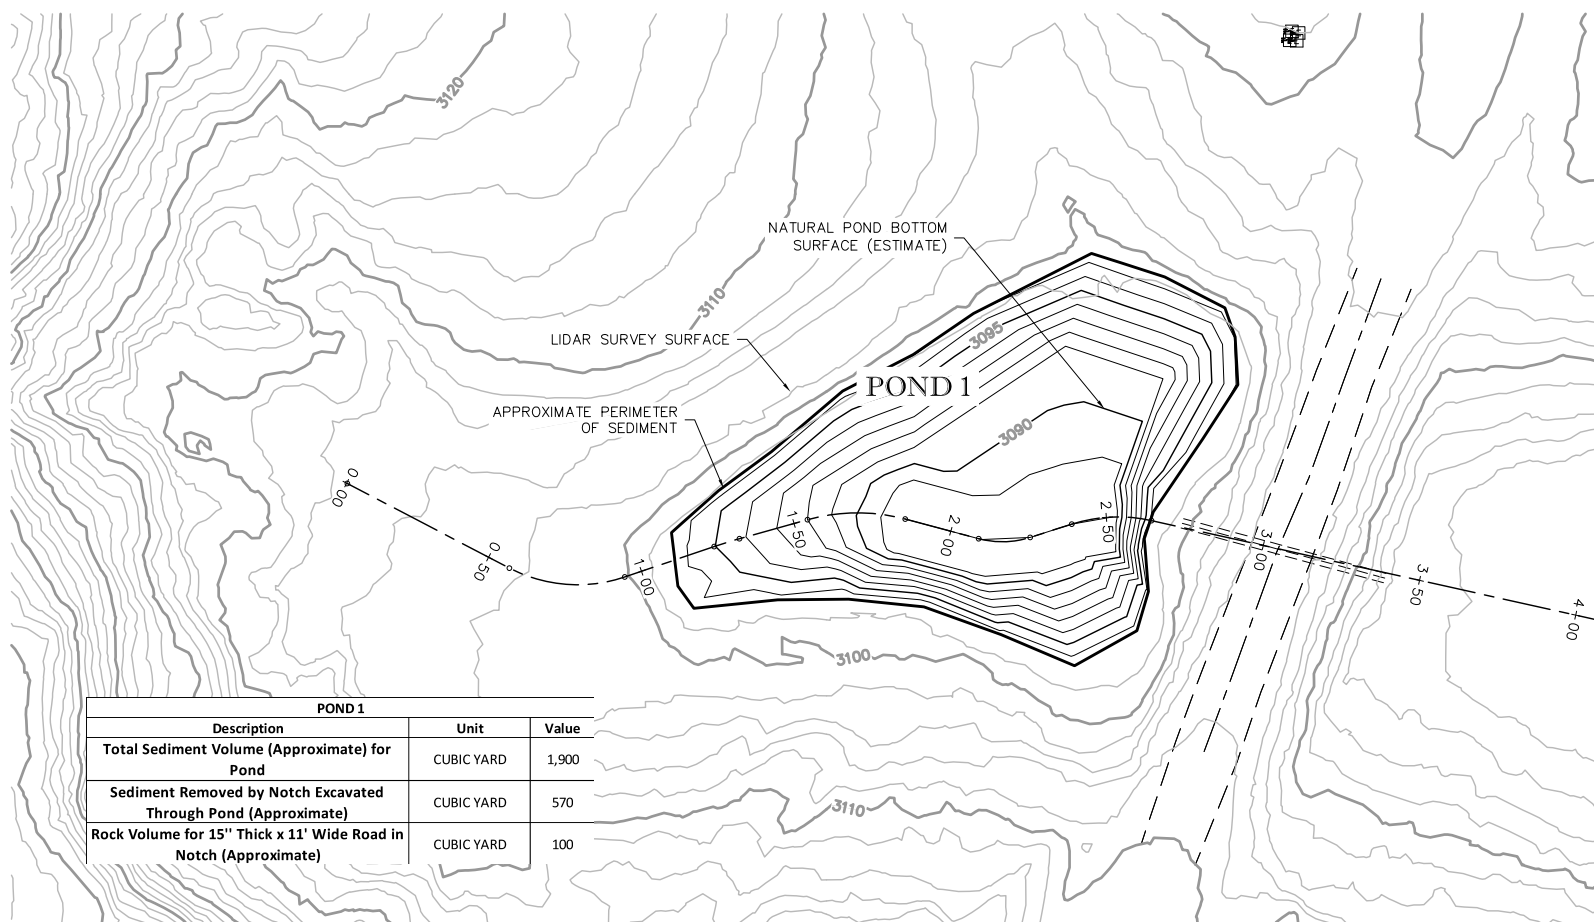 3120
NATURAL POND BOTTOM
SURFACE (ESTIMATE)
3110
LIDAR SURVEY SURFACE
3095
POND 1
APPROXIMATE PERIMETER
OF SEDIMENT
3090
0+00
0+50
1+00
1+50
2+00
2+50
3+00
3+50
4+00
3100
3110
POND 1
Description Unit Value
Total Sediment Volume (Approximate) for
Pond
CUBIC YARD 1,900
Sediment Removed by Notch Excavated
Through Pond (Approximate)
CUBIC YARD 570
Rock Volume for 15'' Thick x 11' Wide Road in
Notch (Approximate)
CUBIC YARD 100